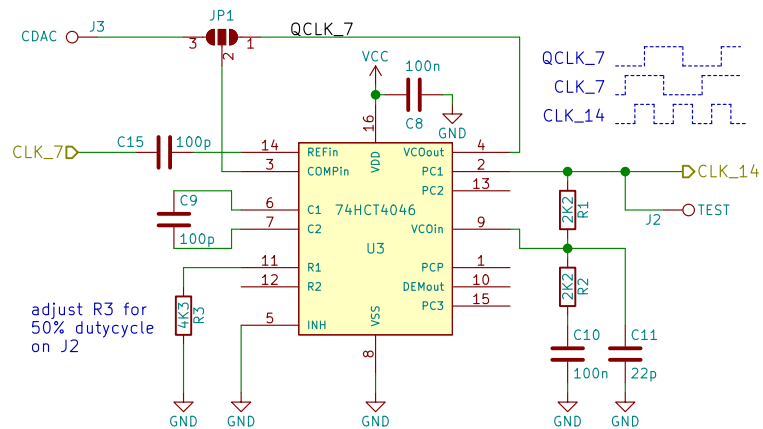 JP1
CDAC
J3
3
1
2
QCLK_7
VCC
100n
C8
GND
QCLK_7
CLK_7
CLK_14
16
CLK_7
C15
100p
14
REFin
VDD
VCOout
4
3
COMPin
PC1
2
CLK_14
PC2
13
C9
100p
6
C1
74HCT4046
7
C2
VCOin
9
U3
2K2
R1
J2
TEST
11
R1
PCP
1
12
R2
DEMout
10
PC3
15
2K2
R2
4K3
R3
5
INH
VSS
8
adjust R3 for
50% dutycycle
on J2
C10
100n
C11
22p
GND
GND
GND
GND
GND